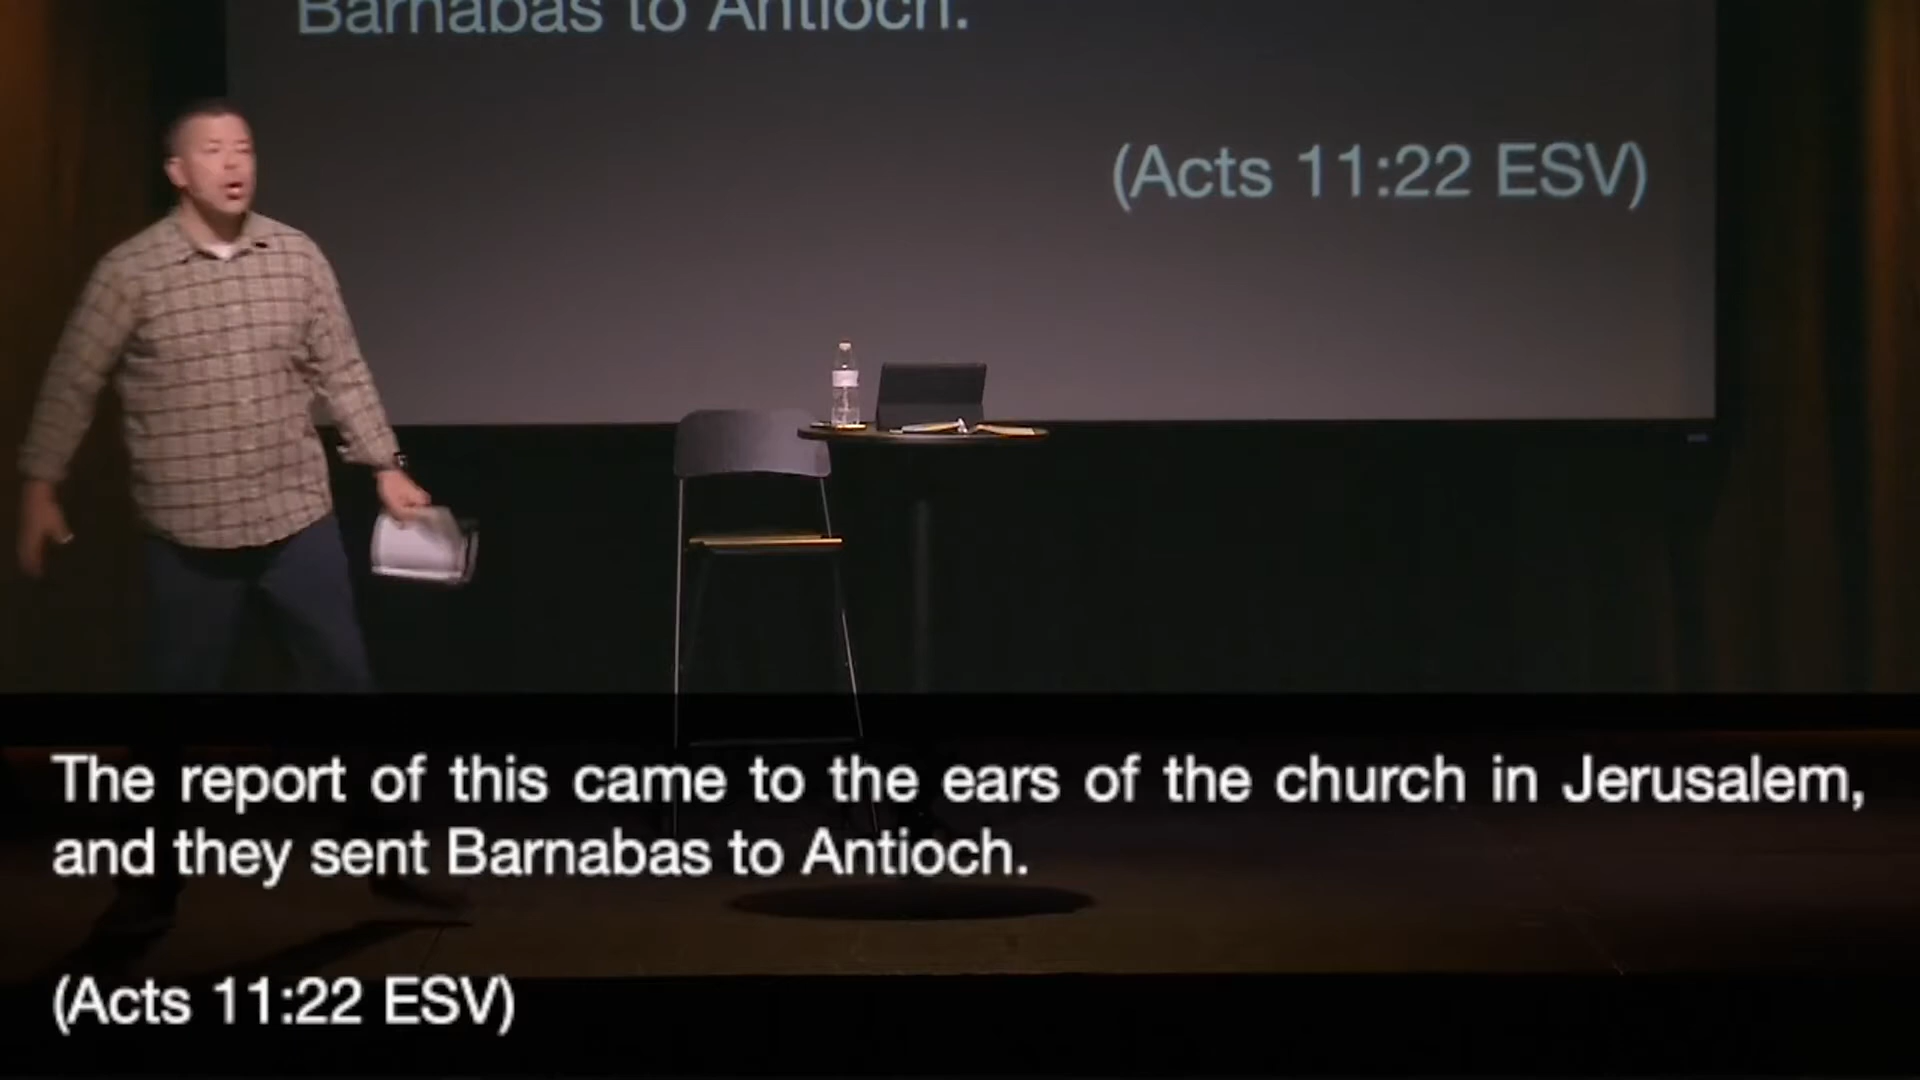 Barnabas to Antioch.
(Acts 11:22 ESV)
The report of this came to the ears of the church in Jerusalem,
and they sent Barnabas to Antioch.
(Acts 11:22 ESV)